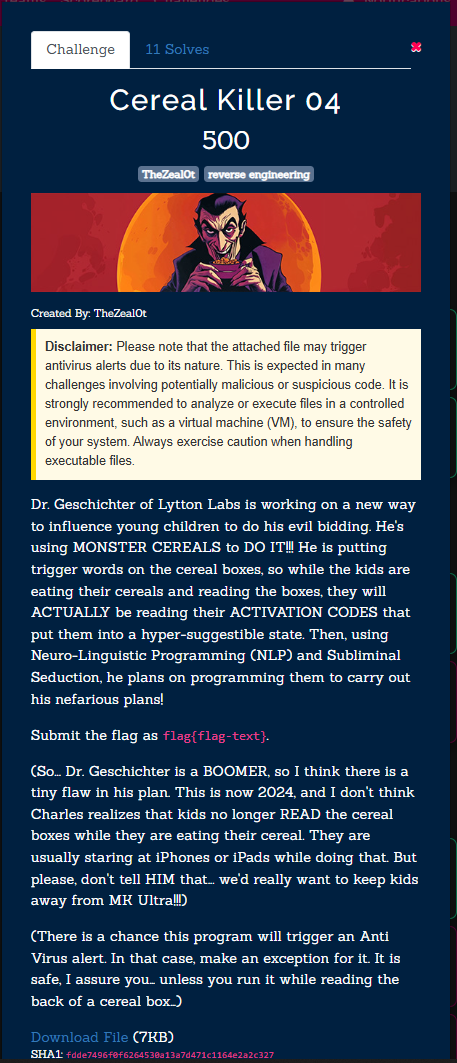 Challenge
11 Solves
Cereal Killer 04
500
TheZeal0t reverse engineering
Created By: TheZeal0t
Disclaimer: Please note that the attached file may trigger
antivirus alerts due to its nature. This is expected in many
challenges involving potentially malicious or suspicious code. It is
strongly recommended to analyze or execute files in a controlled
environment, such as a virtual machine (VM), to ensure the safety
of your system. Always exercise caution when handling
executable files.
Dr. Geschichter of Lytton Labs is working on a new way
to influence young children to do his evil bidding. He's
using MONSTER CEREALS to DO IT!!! He is putting
trigger words on the cereal boxes, so while the kids are
eating their cereals and reading the boxes, they will
ACTUALLY be reading their ACTIVATION CODES that
put them into a hyper-suggestible state. Then, using
Neuro-Linguistic Programming (NLP) and Subliminal
Seduction, he plans on programming them to carry out
his nefarious plans!
Submit the flag as flag{flag-text}.
(So... Dr. Geschichter is a BOOMER, so I think there is a
tiny flaw in his plan. This is now 2024, and I don't think
Charles realizes that kids no longer READ the cereal
boxes while they are eating their cereal. They are
usually staring at iPhones or iPads while doing that. But
please, don't tell HIM that... we'd really want to keep kids
away from MK Ultra!!!)
(There is a chance this program will trigger an Anti
Virus alert. In that case, make an exception for it. It is
safe, I assure you... unless you run it while reading the
back of a cereal box...)
Download File (7KB)
SHA1: fdde7496f0f6264530a13a7d471c1164e2a2c327